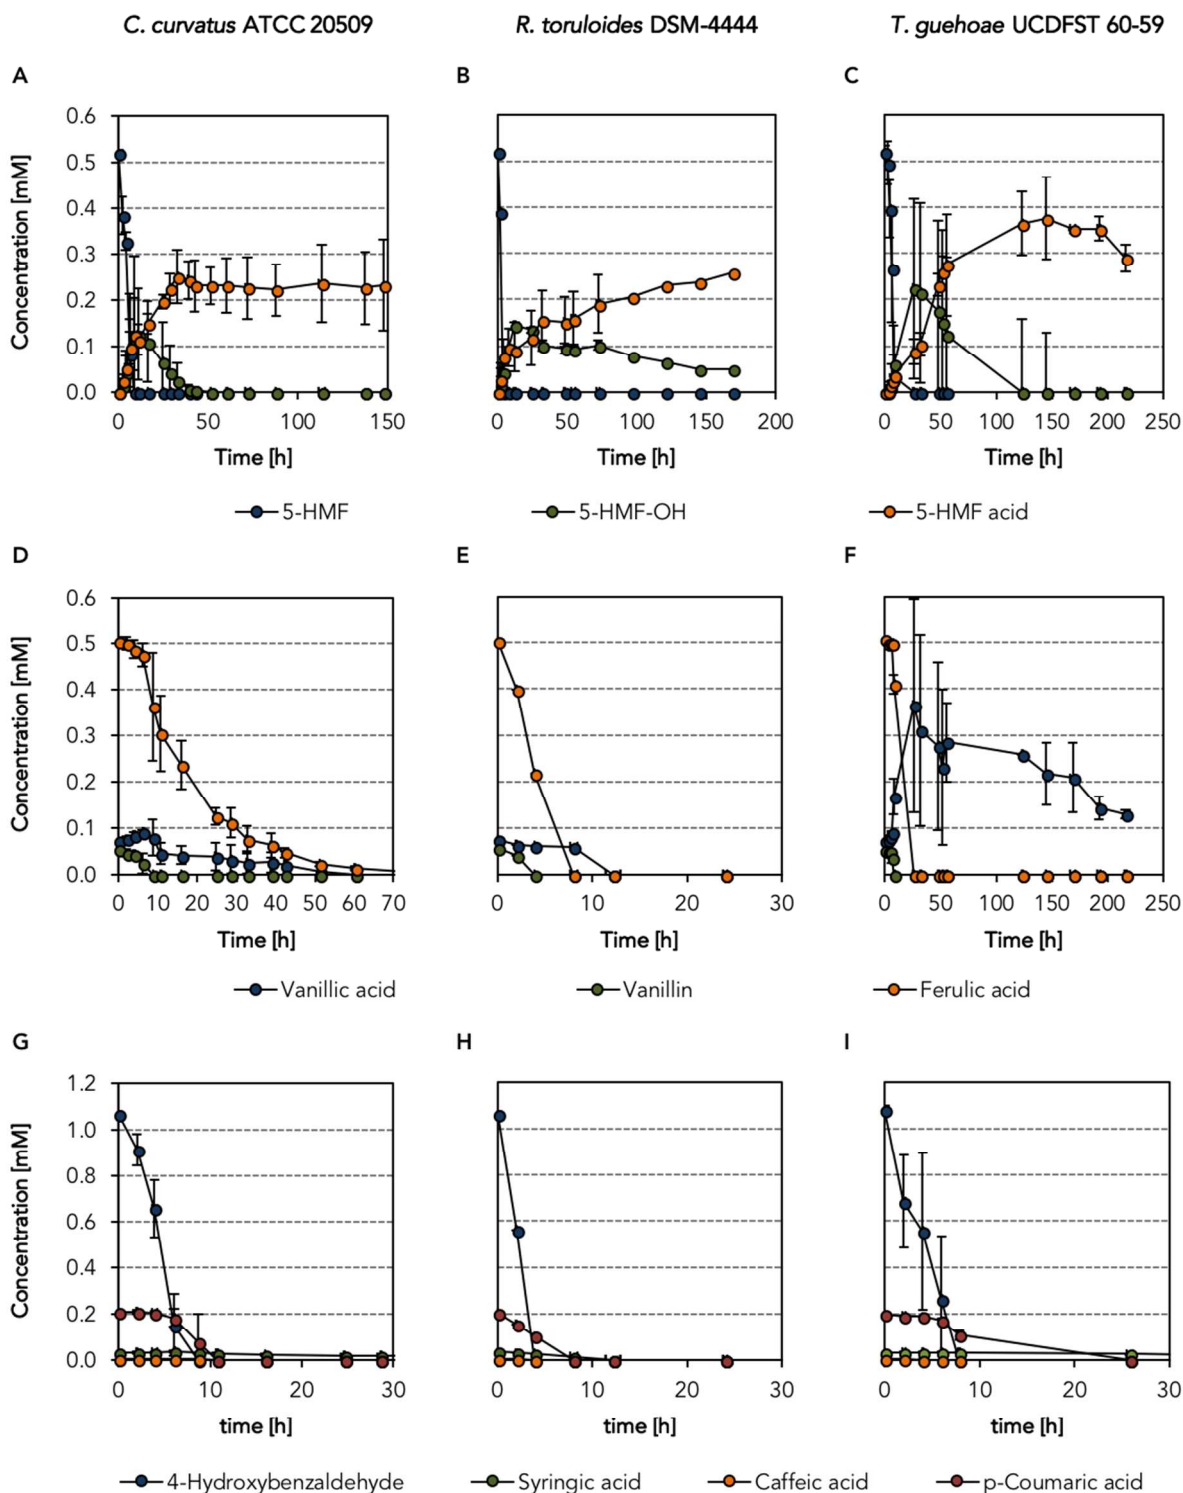 C. curvatus ATCC 20509 R. toruloides DSM-4444 T. guehoae UCDFST 60-59
A B C
Concentration [mM]
0.6
0.5
0.4
0.3
0.2
0.1
0.0
0 50 100 150 0 50 100 150 200 0 50 100 150 200 250
Time [h] Time [h] Time [h]
5-HMF 5-HMF-OH 5-HMF acid
D E F
Concentration [mM]
0.6
0.5
0.4
0.3
0.2
0.1
0.0
0 10 20 30 40 50 60 70 0 10 20 30 0 50 100 150 200 250
Time [h] Time [h] Time [h]
Vanillic acid Vanillin Ferulic acid
G H I
Concentration [mM]
1.2
1.0
0.8
0.6
0.4
0.2
0.0
0 10 20 30 0 10 20 30 0 10 20 30
time [h] time [h] time [h]
4-Hydroxybenzaldehyde Syringic acid Caffeic acid p-Coumaric acid